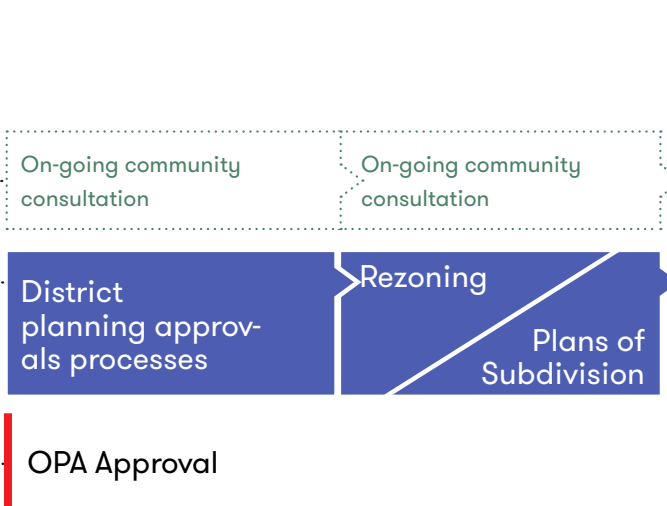 On-going community
consultation
On-going community
consultation
District
planning approv-
als processes
Rezoning
Plans of
Subdivision
OPA Approval